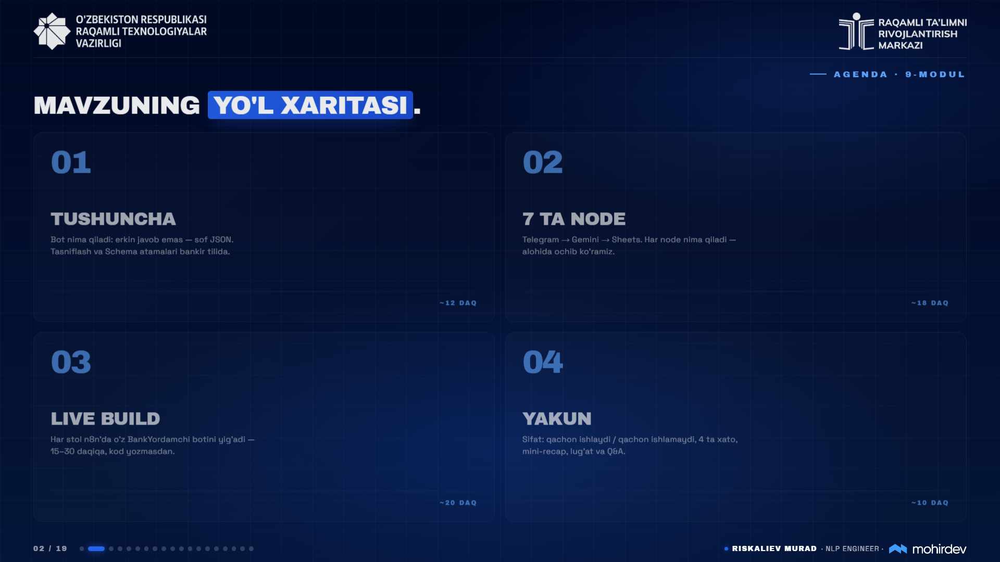 O'ZBEKISTON RESPUBLIKASI
RAQAMLI TEXNOLOGIYALAR
VAZIRLIGI
RAQAMLI TA’LIMNI
RIVOJLANTIRISH
MARKAZI
AGENDA · 9-MODUL
MAVZUNING YO'L XARITASI.
01
TUSHUNCHA
Bot nima qiladi: erkin javob emas — sof JSON.
Tasniflash va Schema atamalari bankir tilida.
~12 DAQ
02
7 TA NODE
Telegram → Gemini → Sheets. Har node nima qiladi —
alohida ochib ko’ramiz.
~18 DAQ
03
LIVE BUILD
Har stol n8n’da o’z BankYordamchi botini yig’adi —
15–30 daqiqa, kod yozmasdan.
~20 DAQ
04
YAKUN
Sifat: qachon ishlaydi / qachon ishlamaydi, 4 ta xato,
mini-recap, lug’at va Q&A.
~10 DAQ
02 / 19
RISKALIEV MURAD · NLP ENGINEER · mohirdev